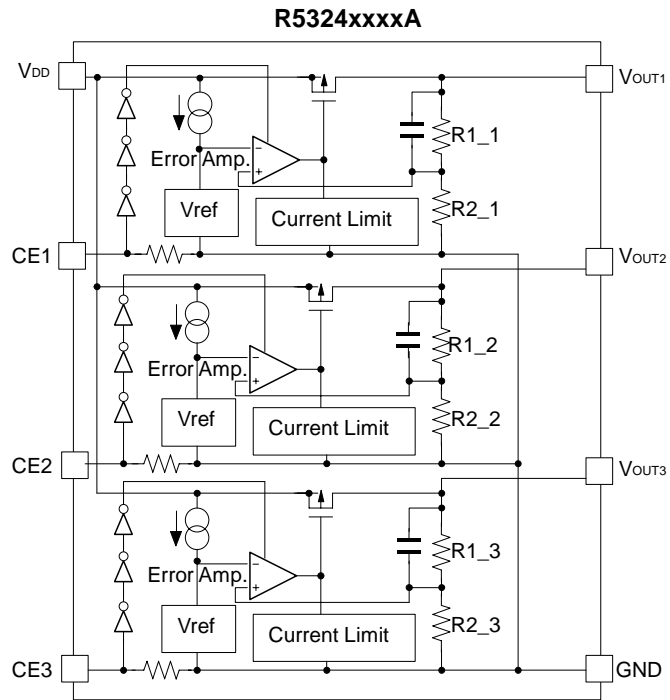 R5324xxxxA
VDD
VOUT1
R1_1
Error Amp.
−
+
Vref
Current Limit
R2_1
CE1
VOUT2
R1_2
Error Amp.
−
+
Vref
Current Limit
R2_2
CE2
VOUT3
R1_3
Error Amp.
−
+
Vref
Current Limit
R2_3
CE3
GND